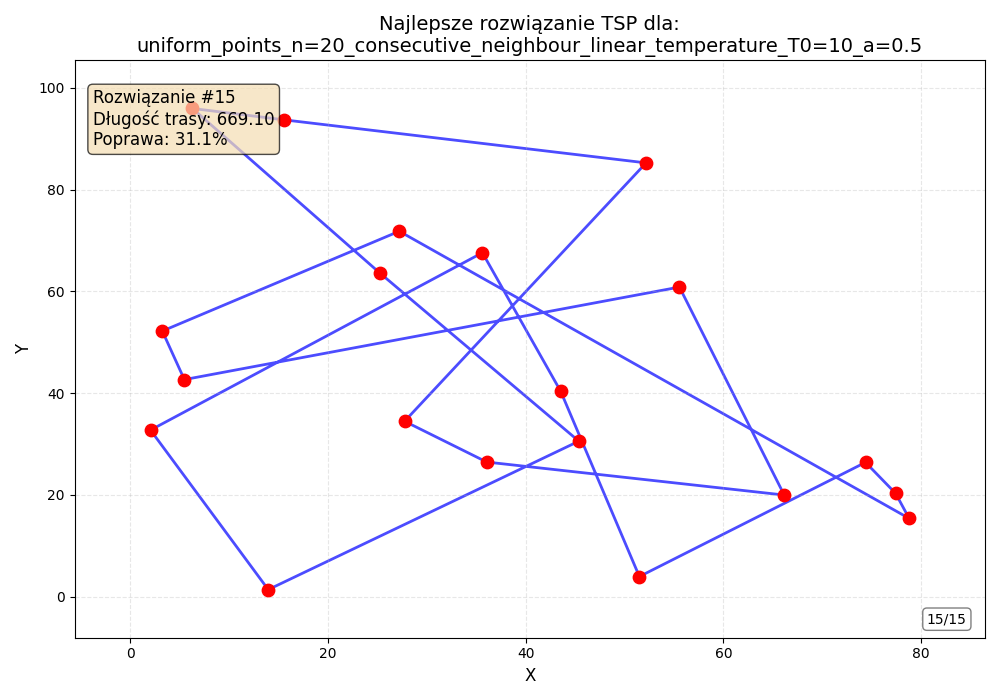 Najlepsze rozwiązanie TSP dla:
uniform_points_n=20_consecutive_neighbour_linear_temperature_T0=10_a=0.5
Rozwiązanie #15
Długość trasy: 669.10
Poprawa: 31.1%
100
80
60
40
20
0
Y
15/15
0
20
40
60
80
X